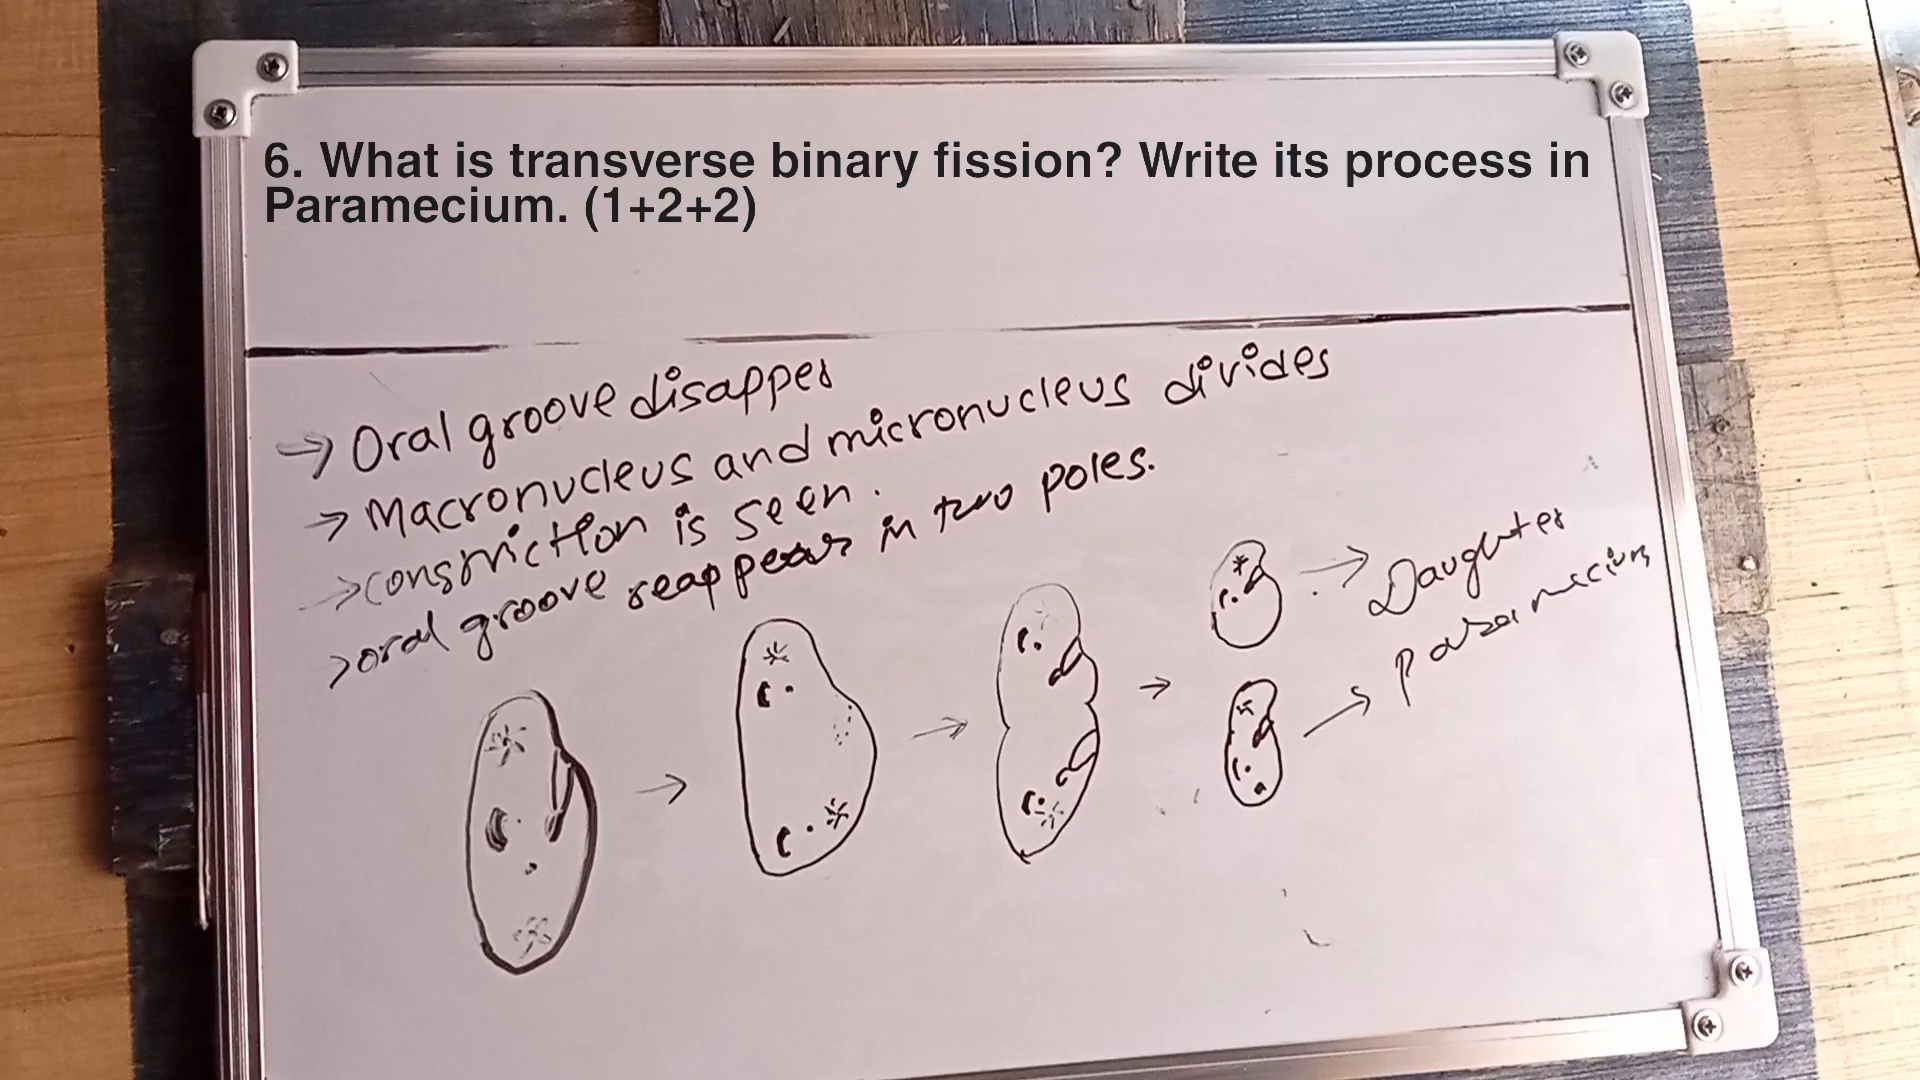 6. What is transverse binary fission? Write its process in
Paramecium. (1+2+2)
→ Oral groove disapper
→ Macronucleus and micronucleus divides
→ constriction is seen.
→ oral groove reappears in two poles.
Daughter
paramecium